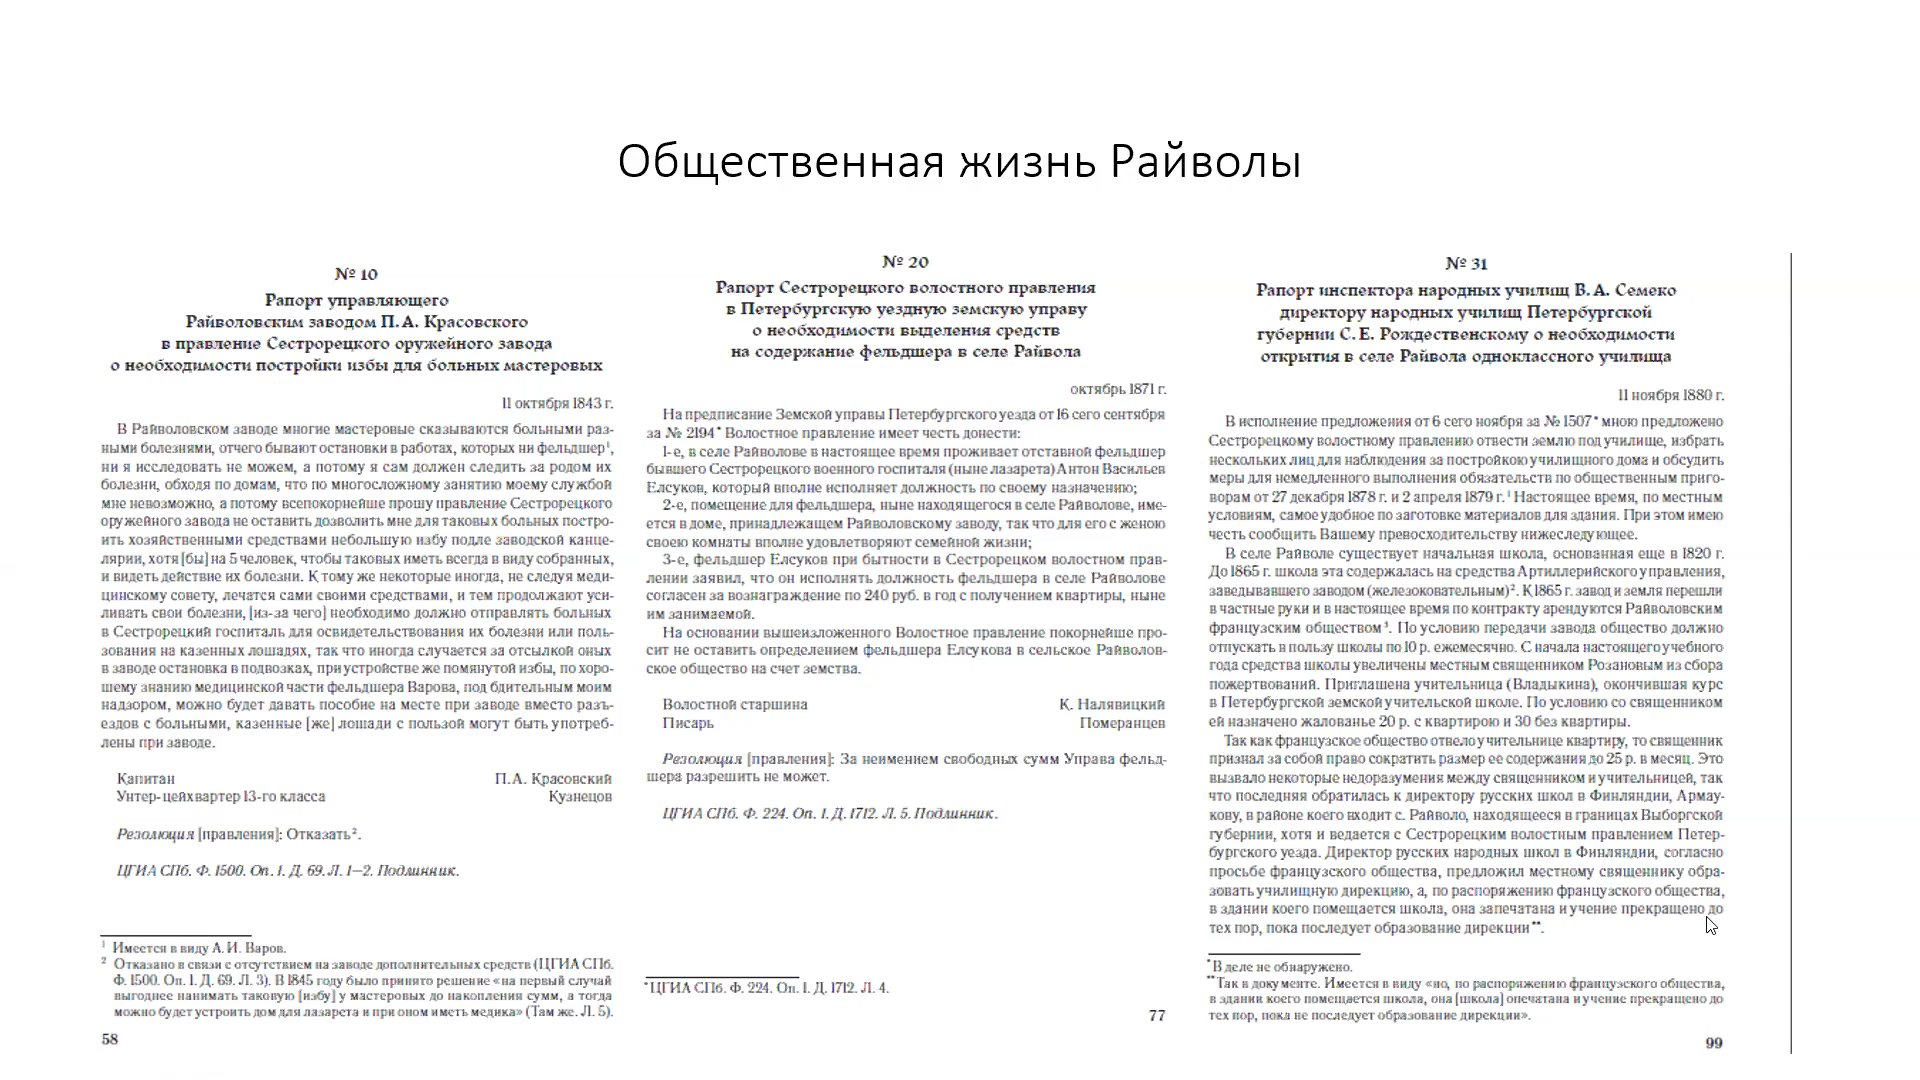 Общественная жизнь Райволы
№ 10
Рапорт управляющего
Райволовским заводом П. А. Красовского
в правление Сестрорецкого оружейного завода
о необходимости постройки избы для больных мастеровых
11 октября 1843 г.
В Райволовском заводе многие мастеровые сказываются больными раз-
ными болезнями, отчего бывают остановки в работах, которых ни фельдшер¹,
ни я исследовать не можем, а потому я сам должен следить за родом их
болезни, обходя по домам, что по многосложному занятию моему службой
мне невозможно, а потому всепокорнейше прошу правление Сестрорецкого
оружейного завода не оставить дозволить мне для таковых больных постро-
ить хозяйственными средствами небольшую избу подле заводской канце-
лярии, хотя [бы] на 5 человек, чтобы таковых иметь всегда в виду собранных,
и видеть действие их болезни. К тому же некоторые иногда, не следуя меди-
цинскому совету, лечатся сами своими средствами, и тем продолжают уси-
ливать свои болезни, [из-за чего] необходимо должно отправлять больных
в Сестрорецкий госпиталь для освидетельствования их болезни или поль-
зования на казенных лошадях, так что иногда случается за отсылкой оных
в заводе остановка в подвозках, при устройстве же помянутой избы, по хоро-
шему знанию медицинской части фельдшера Варова, под бдительным моим
надзором, можно будет давать пособие на месте при заводе вместо разъ-
ездов с больными, казенные [же] лошади с пользой могут быть употреб-
лены при заводе.
Капитан П. А. Красовский
Унтер-цейхвартер 13-го класса Кузнецов
Резолюция [правления]: Отказать².
ЦГИА СПб. Ф. 1500. Оп. 1. Д. 69. Л. 1–2. Подлинник.
¹ Имеется в виду А. И. Варов.
² Отказано в связи с отсутствием на заводе дополнительных средств (ЦГИА СПб.
Ф. 1500. Оп. 1. Д. 69. Л. 3). В 1845 году было принято решение «на первый случай
выгоднее нанимать таковую [избу] у мастеровых до накопления сумм, а тогда
можно будет устроить дом для лазарета и при оном иметь медика» (Там же. Л. 5).
58
№ 20
Рапорт Сестрорецкого волостного правления
в Петербургскую уездную земскую управу
о необходимости выделения средств
на содержание фельдшера в селе Райвола
октябрь 1871 г.
На предписание Земской управы Петербургского уезда от 16 сего сентября
за № 2194* Волостное правление имеет честь донести:
1-е, в селе Райволове в настоящее время проживает отставной фельдшер
бывшего Сестрорецкого военного госпиталя (ныне лазарета) Антон Васильев
Елсуков, который вполне исполняет должность по своему назначению;
2-е, помещение для фельдшера, ныне находящегося в селе Райволове, име-
ется в доме, принадлежащем Райволовскому заводу, так что для его с женою
своею комнаты вполне удовлетворяют семейной жизни;
3-е, фельдшер Елсуков при бытности в Сестрорецком волостном прав-
лении заявил, что он исполнять должность фельдшера в селе Райволове
согласен за вознаграждение по 240 руб. в год с получением квартиры, ныне
им занимаемой.
На основании вышеизложенного Волостное правление покорнейше про-
сит не оставить определением фельдшера Елсукова в сельское Райволов-
ское общество на счет земства.
Волостной старшина К. Налявицкий
Писарь Померанцев
Резолюция [правления]: За неимением свободных сумм Управа фельд-
шера разрешить не может.
ЦГИА СПб. Ф. 224. Оп. 1. Д. 1712. Л. 5. Подлинник.
* ЦГИА СПб. Ф. 224. Оп. 1. Д. 1712. Л. 4.
77
№ 31
Рапорт инспектора народных училищ В. А. Семеко
директору народных училищ Петербургской
губернии С. Е. Рождественскому о необходимости
открытия в селе Райвола одноклассного училища
11 ноября 1880 г.
В исполнение предложения от 6 сего ноября за № 1507* мною предложено
Сестрорецкому волостному правлению отвести землю под училище, избрать
нескольких лиц для наблюдения за постройкою училищного дома и обсудить
меры для немедленного выполнения обязательств по общественным приго-
ворам от 27 декабря 1878 г. и 2 апреля 1879 г.¹ Настоящее время, по местным
условиям, самое удобное по заготовке материалов для здания. При этом имею
честь сообщить Вашему превосходительству нижеследующее.
В селе Райволе существует начальная школа, основанная еще в 1820 г.
До 1865 г. школа эта содержалась на средства Артиллерийского управления,
заведывавшего заводом (железоковательным)². К 1865 г. завод и земля перешли
в частные руки и в настоящее время по контракту арендуются Райволовским
французским обществом³. По условию передачи завода общество должно
отпускать в пользу школы по 10 р. ежемесячно. С начала настоящего учебного
года средства школы увеличены местным священником Розановым из сбора
пожертвований. Приглашена учительница (Владыкина), окончившая курс
в Петербургской земской учительской школе. По условию со священником
ей назначено жалованье 20 р. с квартирою и 30 без квартиры.
Так как французское общество отвело учительнице квартиру, то священник
признал за собой право сократить размер ее содержания до 25 р. в месяц. Это
вызвало некоторые недоразумения между священником и учительницей, так
что последняя обратилась к директору русских школ в Финляндии, Армау-
кову, в районе коего входит с. Райволо, находящееся в границах Выборгской
губернии, хотя и ведается с Сестрорецким волостным правлением Петер-
бургского уезда. Директор русских народных школ в Финляндии, согласно
просьбе французского общества, предложил местному священнику обра-
зовать училищную дирекцию, а, по распоряжению французского общества,
в здании коего помещается школа, она запечатана и учение прекращено до
тех пор, пока последует образование дирекции**.
* В деле не обнаружено.
** Так в документе. Имеется в виду «но, по распоряжению французского общества,
в здании коего помещается школа, она [школа] опечатана и учение прекращено до
тех пор, пока не последует образование дирекции».
99